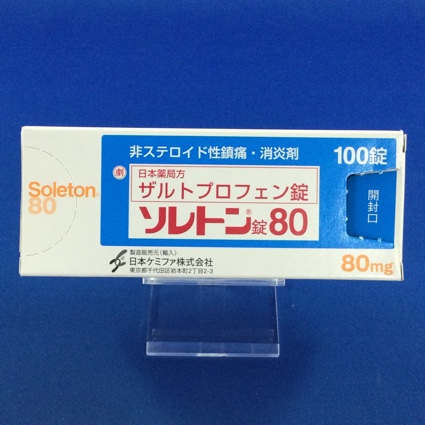 非ステロイド性鎮痛・消炎剤
100錠
Soleton
80
劇
日本薬局方
ザルトプロフェン錠
ソレトン®錠80
開封口
製造販売元(輸入)
日本ケミファ株式会社
東京都千代田区岩本町2丁目2-3
80mg